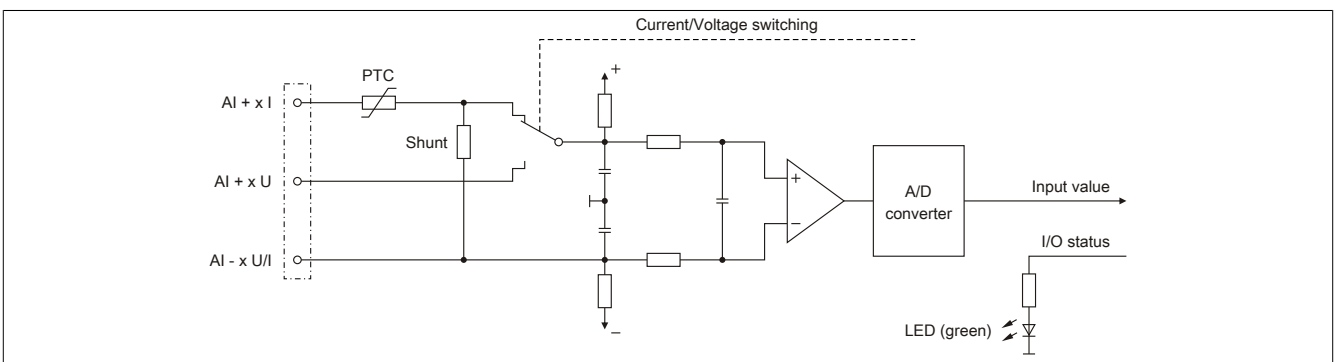 Current/Voltage switching
PTC
AI + x I
Shunt
AI + x U
AI - x U/I
+
−
+
−
A/D
converter
Input value
I/O status
LED (green)